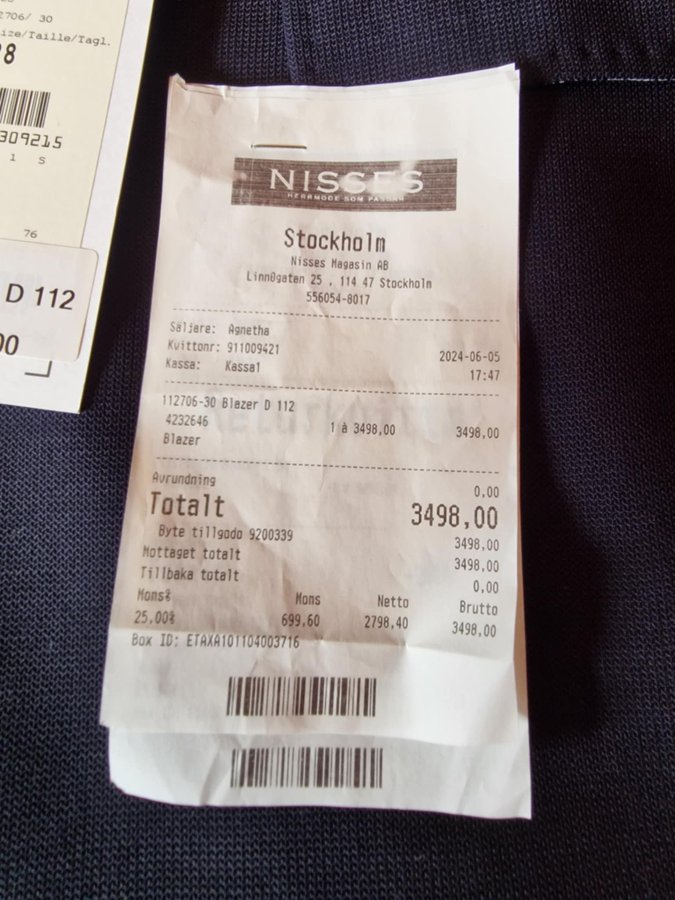 2706/ 30
ize/Taille/Tagl.
8
309215
1 S
76
D 112
00
NISSES
HERRMODE SOM PASSAR
Stockholm
Nisses Magasin AB
Linn0gatan 25 , 114 47 Stockholm
556054-8017
Säljare: Agnetha
Kvittonr: 911009421 2024-06-05
Kassa: Kassa1 17:47
112706-30 Blazer D 112
4232646 1 à 3498,00 3498,00
Blazer
Avrundning 0,00
Totalt 3498,00
Byte tillgodo 9200339 3498,00
Mottaget totalt 3498,00
Tillbaka totalt 0,00
Moms% Moms Netto Brutto
25,00% 699,60 2798,40 3498,00
Box ID: ETAXA101104003716